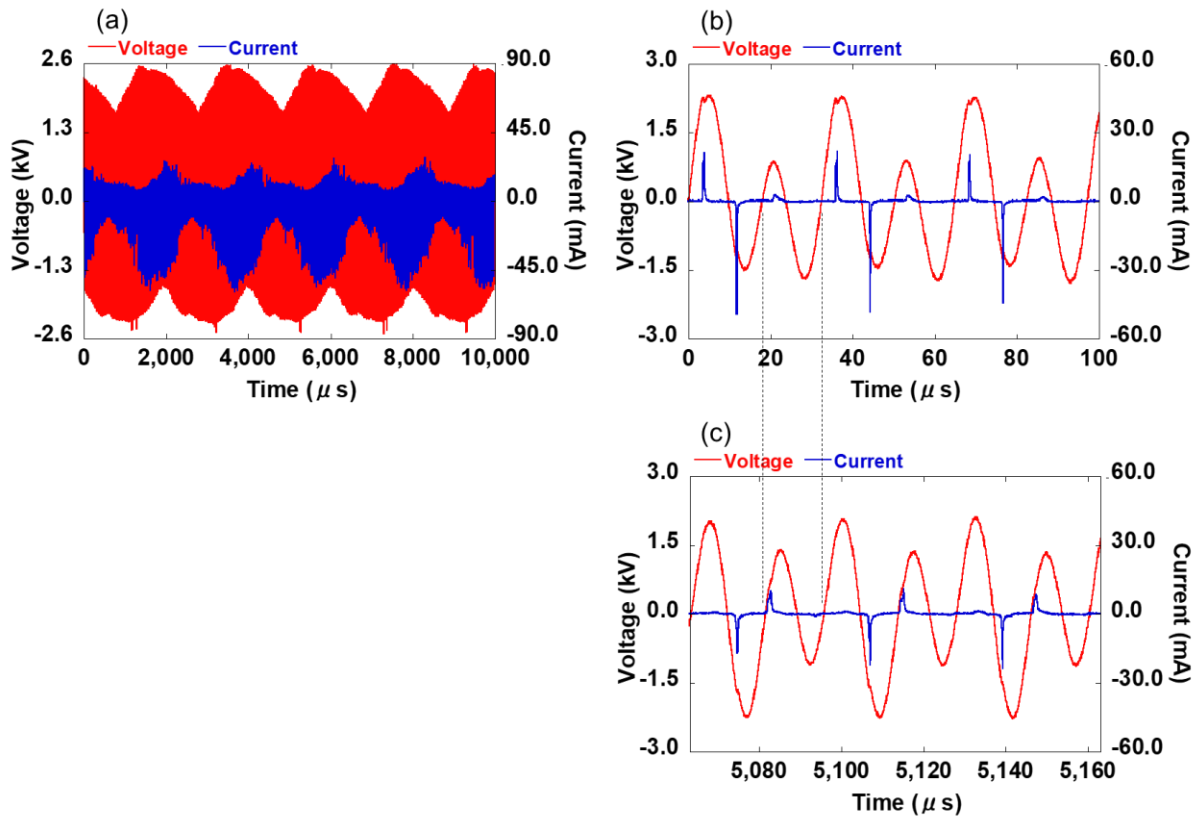 (a)
Voltage Current
2.6
1.3
0.0
-1.3
-2.6
Voltage (kV)
90.0
45.0
0.0
-45.0
-90.0
Current (mA)
0 2,000 4,000 6,000 8,000 10,000
Time (μs)
(b)
Voltage Current
3.0
1.5
0.0
-1.5
-3.0
Voltage (kV)
60.0
30.0
0.0
-30.0
-60.0
Current (mA)
0 20 40 60 80 100
Time (μs)
(c)
Voltage Current
3.0
1.5
0.0
-1.5
-3.0
Voltage (kV)
60.0
30.0
0.0
-30.0
-60.0
Current (mA)
5,080 5,100 5,120 5,140 5,160
Time (μs)